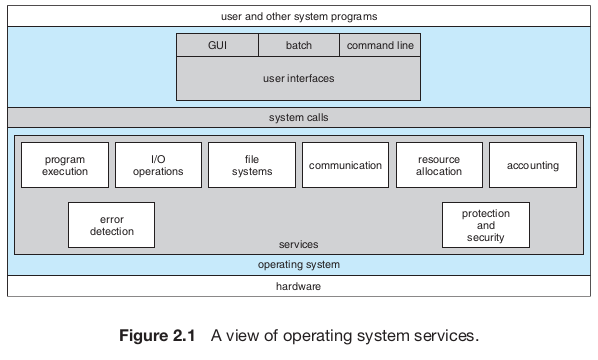 user and other system programs
GUI
batch
command line
user interfaces
system calls
program
execution
I/O
operations
file
systems
communication
resource
allocation
accounting
error
detection
protection
and
security
services
operating system
hardware
Figure 2.1 A view of operating system services.